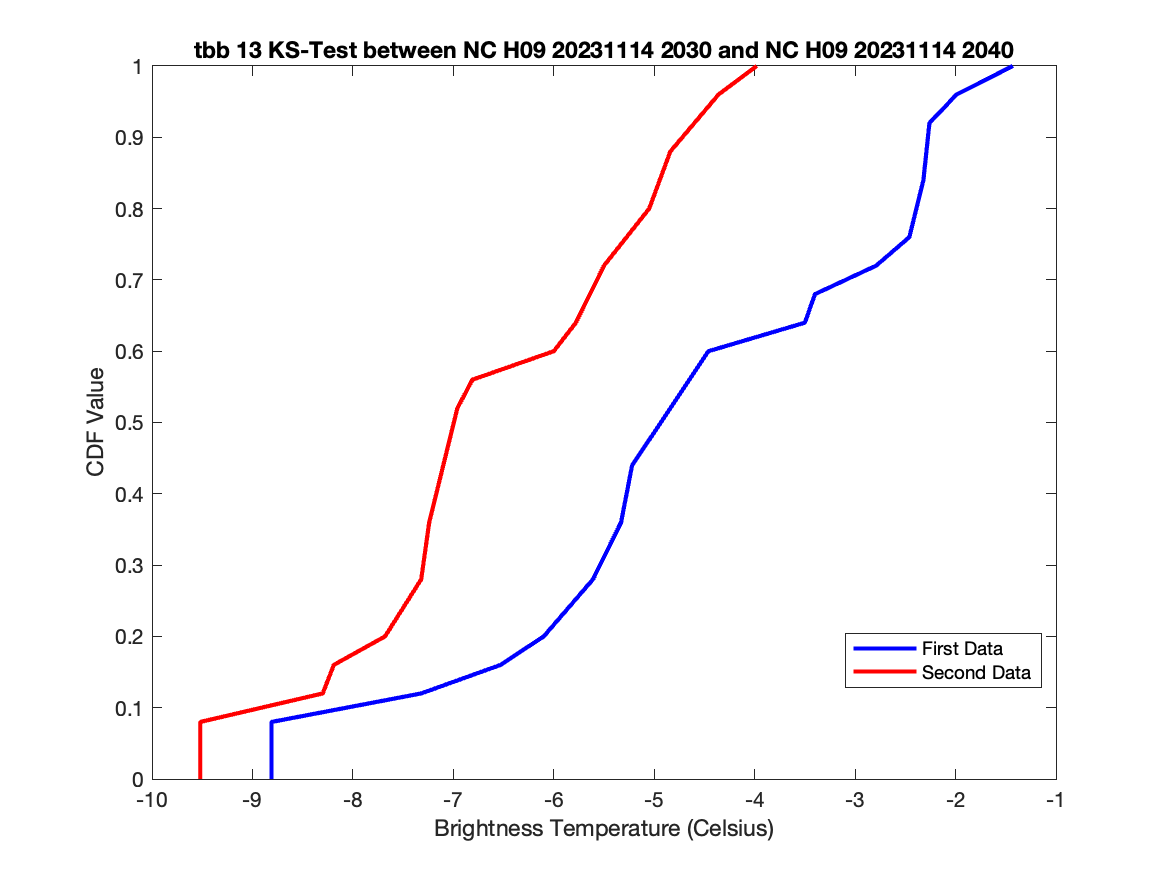 tbb 13 KS-Test between NC H09 20231114 2030 and NC H09 20231114 2040
1
0.9
0.8
0.7
0.6
0.5
0.4
0.3
0.2
0.1
0
CDF Value
First Data
Second Data
-10 -9 -8 -7 -6 -5 -4 -3 -2 -1
Brightness Temperature (Celsius)